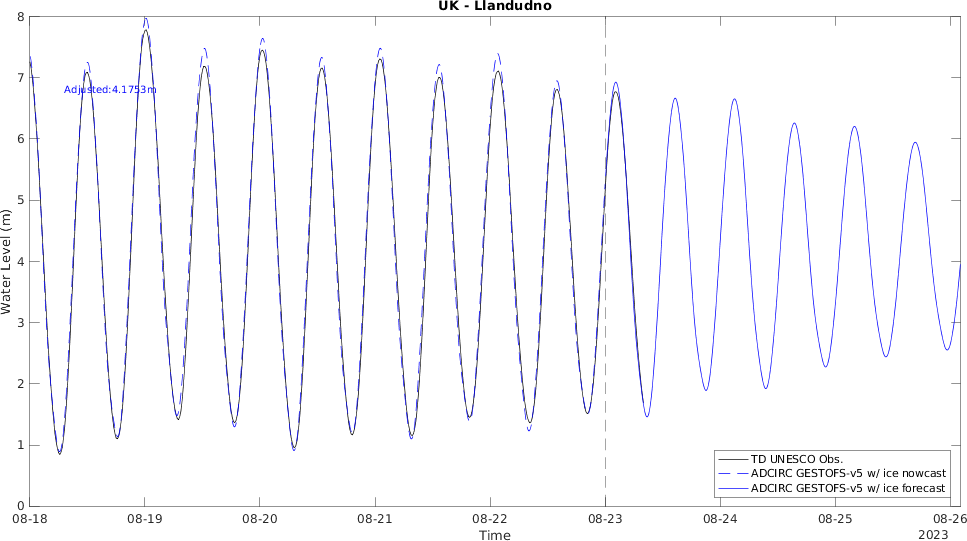 UK - Llandudno
8
7
Adjusted:4.1753m
6
5
4
3
2
1
0
Water Level (m)
TD UNESCO Obs.
ADCIRC GESTOFS-v5 w/ ice nowcast
ADCIRC GESTOFS-v5 w/ ice forecast
08-18 08-19 08-20 08-21 08-22 08-23 08-24 08-25 08-26
Time
2023